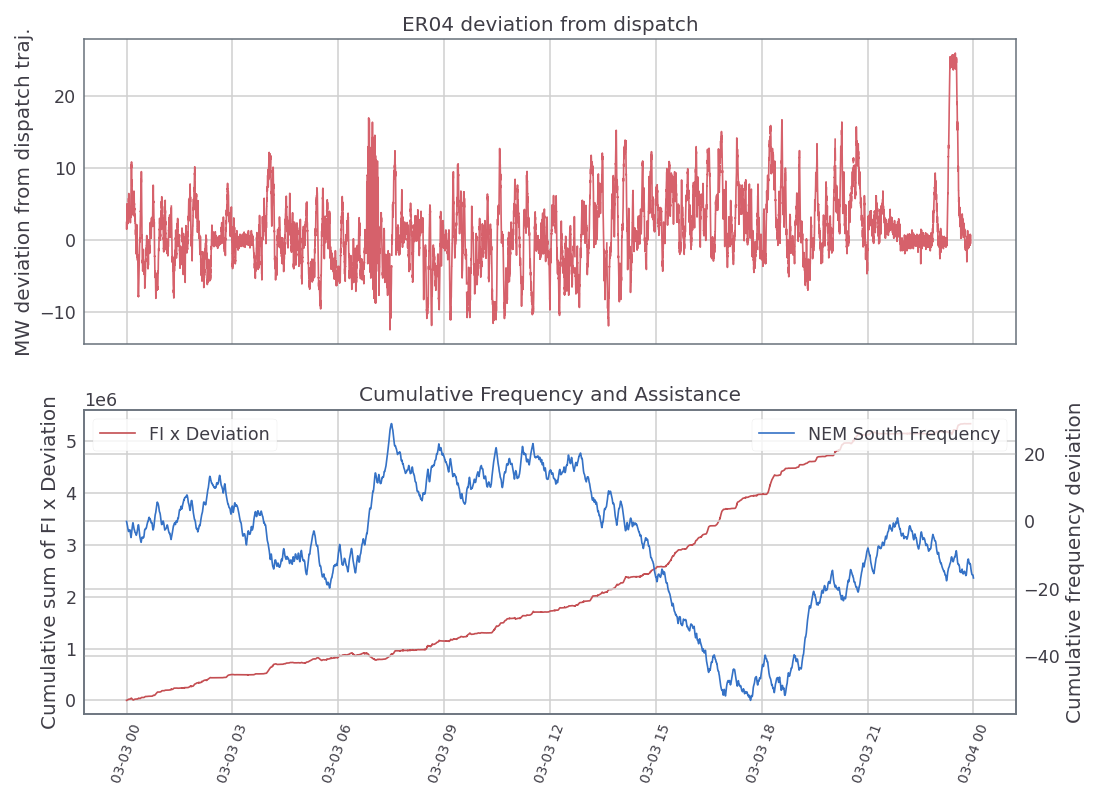 ER04 deviation from dispatch
MW deviation from dispatch traj.
20
10
0
−10
Cumulative Frequency and Assistance
1e6
Cumulative sum of FI x Deviation
5
4
3
2
1
0
FI x Deviation
NEM South Frequency
20
0
−20
−40
Cumulative frequency deviation
03-03 00
03-03 03
03-03 06
03-03 09
03-03 12
03-03 15
03-03 18
03-03 21
03-04 00